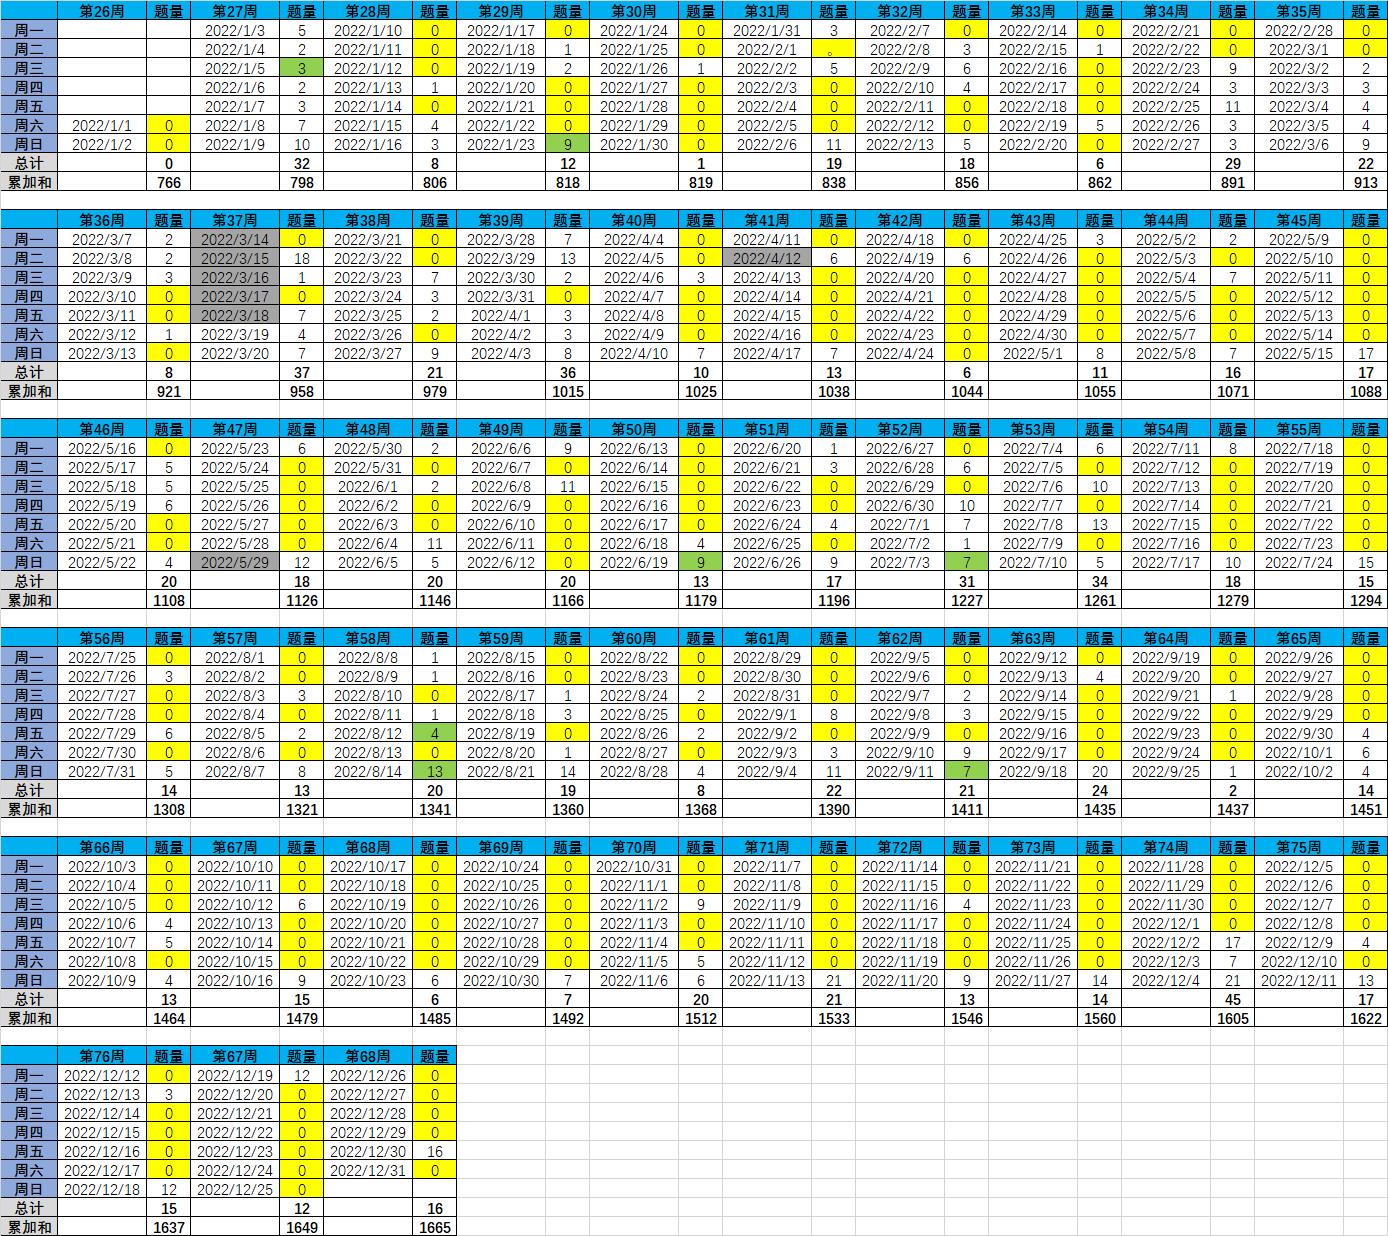 第26周 题量 第27周 题量 第28周 题量 第29周 题量 第30周 题量 第31周 题量 第32周 题量 第33周 题量 第34周 题量 第35周 题量
周一 2022/1/3 5 2022/1/10 0 2022/1/17 0 2022/1/24 0 2022/1/31 3 2022/2/7 0 2022/2/14 0 2022/2/21 0 2022/2/28 0
周二 2022/1/4 2 2022/1/11 0 2022/1/18 1 2022/1/25 0 2022/2/1 。 2022/2/8 3 2022/2/15 1 2022/2/22 0 2022/3/1 0
周三 2022/1/5 3 2022/1/12 0 2022/1/19 2 2022/1/26 1 2022/2/2 5 2022/2/9 6 2022/2/16 0 2022/2/23 9 2022/3/2 2
周四 2022/1/6 2 2022/1/13 1 2022/1/20 0 2022/1/27 0 2022/2/3 0 2022/2/10 4 2022/2/17 0 2022/2/24 3 2022/3/3 3
周五 2022/1/7 3 2022/1/14 0 2022/1/21 0 2022/1/28 0 2022/2/4 0 2022/2/11 0 2022/2/18 0 2022/2/25 11 2022/3/4 4
周六 2022/1/1 0 2022/1/8 7 2022/1/15 4 2022/1/22 0 2022/1/29 0 2022/2/5 0 2022/2/12 0 2022/2/19 5 2022/2/26 3 2022/3/5 4
周日 2022/1/2 0 2022/1/9 10 2022/1/16 3 2022/1/23 9 2022/1/30 0 2022/2/6 11 2022/2/13 5 2022/2/20 0 2022/2/27 3 2022/3/6 9
总计 0 32 8 12 1 19 18 6 29 22
累加和 766 798 806 818 819 838 856 862 891 913
第36周 题量 第37周 题量 第38周 题量 第39周 题量 第40周 题量 第41周 题量 第42周 题量 第43周 题量 第44周 题量 第45周 题量
周一 2022/3/7 2 2022/3/14 0 2022/3/21 0 2022/3/28 7 2022/4/4 0 2022/4/11 0 2022/4/18 0 2022/4/25 3 2022/5/2 2 2022/5/9 0
周二 2022/3/8 2 2022/3/15 18 2022/3/22 0 2022/3/29 13 2022/4/5 0 2022/4/12 6 2022/4/19 6 2022/4/26 0 2022/5/3 0 2022/5/10 0
周三 2022/3/9 3 2022/3/16 1 2022/3/23 7 2022/3/30 2 2022/4/6 3 2022/4/13 0 2022/4/20 0 2022/4/27 0 2022/5/4 7 2022/5/11 0
周四 2022/3/10 0 2022/3/17 0 2022/3/24 3 2022/3/31 0 2022/4/7 0 2022/4/14 0 2022/4/21 0 2022/4/28 0 2022/5/5 0 2022/5/12 0
周五 2022/3/11 0 2022/3/18 7 2022/3/25 2 2022/4/1 3 2022/4/8 0 2022/4/15 0 2022/4/22 0 2022/4/29 0 2022/5/6 0 2022/5/13 0
周六 2022/3/12 1 2022/3/19 4 2022/3/26 0 2022/4/2 3 2022/4/9 0 2022/4/16 0 2022/4/23 0 2022/4/30 0 2022/5/7 0 2022/5/14 0
周日 2022/3/13 0 2022/3/20 7 2022/3/27 9 2022/4/3 8 2022/4/10 7 2022/4/17 7 2022/4/24 0 2022/5/1 8 2022/5/8 7 2022/5/15 17
总计 8 37 21 36 10 13 6 11 16 17
累加和 921 958 979 1015 1025 1038 1044 1055 1071 1088
第46周 题量 第47周 题量 第48周 题量 第49周 题量 第50周 题量 第51周 题量 第52周 题量 第53周 题量 第54周 题量 第55周 题量
周一 2022/5/16 0 2022/5/23 6 2022/5/30 2 2022/6/6 9 2022/6/13 0 2022/6/20 1 2022/6/27 0 2022/7/4 6 2022/7/11 8 2022/7/18 0
周二 2022/5/17 5 2022/5/24 0 2022/5/31 0 2022/6/7 0 2022/6/14 0 2022/6/21 3 2022/6/28 6 2022/7/5 0 2022/7/12 0 2022/7/19 0
周三 2022/5/18 5 2022/5/25 0 2022/6/1 2 2022/6/8 11 2022/6/15 0 2022/6/22 0 2022/6/29 0 2022/7/6 10 2022/7/13 0 2022/7/20 0
周四 2022/5/19 6 2022/5/26 0 2022/6/2 0 2022/6/9 0 2022/6/16 0 2022/6/23 0 2022/6/30 10 2022/7/7 0 2022/7/14 0 2022/7/21 0
周五 2022/5/20 0 2022/5/27 0 2022/6/3 0 2022/6/10 0 2022/6/17 0 2022/6/24 4 2022/7/1 7 2022/7/8 13 2022/7/15 0 2022/7/22 0
周六 2022/5/21 0 2022/5/28 0 2022/6/4 11 2022/6/11 0 2022/6/18 4 2022/6/25 0 2022/7/2 1 2022/7/9 0 2022/7/16 0 2022/7/23 0
周日 2022/5/22 4 2022/5/29 12 2022/6/5 5 2022/6/12 0 2022/6/19 9 2022/6/26 9 2022/7/3 7 2022/7/10 5 2022/7/17 10 2022/7/24 15
总计 20 18 20 20 13 17 31 34 18 15
累加和 1108 1126 1146 1166 1179 1196 1227 1261 1279 1294
第56周 题量 第57周 题量 第58周 题量 第59周 题量 第60周 题量 第61周 题量 第62周 题量 第63周 题量 第64周 题量 第65周 题量
周一 2022/7/25 0 2022/8/1 0 2022/8/8 1 2022/8/15 0 2022/8/22 0 2022/8/29 0 2022/9/5 0 2022/9/12 0 2022/9/19 0 2022/9/26 0
周二 2022/7/26 3 2022/8/2 0 2022/8/9 1 2022/8/16 0 2022/8/23 0 2022/8/30 0 2022/9/6 0 2022/9/13 4 2022/9/20 0 2022/9/27 0
周三 2022/7/27 0 2022/8/3 3 2022/8/10 0 2022/8/17 1 2022/8/24 2 2022/8/31 0 2022/9/7 2 2022/9/14 0 2022/9/21 1 2022/9/28 0
周四 2022/7/28 0 2022/8/4 0 2022/8/11 1 2022/8/18 3 2022/8/25 0 2022/9/1 8 2022/9/8 3 2022/9/15 0 2022/9/22 0 2022/9/29 0
周五 2022/7/29 6 2022/8/5 2 2022/8/12 4 2022/8/19 0 2022/8/26 2 2022/9/2 0 2022/9/9 0 2022/9/16 0 2022/9/23 0 2022/9/30 4
周六 2022/7/30 0 2022/8/6 0 2022/8/13 0 2022/8/20 1 2022/8/27 0 2022/9/3 3 2022/9/10 9 2022/9/17 0 2022/9/24 0 2022/10/1 6
周日 2022/7/31 5 2022/8/7 8 2022/8/14 13 2022/8/21 14 2022/8/28 4 2022/9/4 11 2022/9/11 7 2022/9/18 20 2022/9/25 1 2022/10/2 4
总计 14 13 20 19 8 22 21 24 2 14
累加和 1308 1321 1341 1360 1368 1390 1411 1435 1437 1451
第66周 题量 第67周 题量 第68周 题量 第69周 题量 第70周 题量 第71周 题量 第72周 题量 第73周 题量 第74周 题量 第75周 题量
周一 2022/10/3 0 2022/10/10 0 2022/10/17 0 2022/10/24 0 2022/10/31 0 2022/11/7 0 2022/11/14 0 2022/11/21 0 2022/11/28 0 2022/12/5 0
周二 2022/10/4 0 2022/10/11 0 2022/10/18 0 2022/10/25 0 2022/11/1 0 2022/11/8 0 2022/11/15 0 2022/11/22 0 2022/11/29 0 2022/12/6 0
周三 2022/10/5 0 2022/10/12 6 2022/10/19 0 2022/10/26 0 2022/11/2 9 2022/11/9 0 2022/11/16 4 2022/11/23 0 2022/11/30 0 2022/12/7 0
周四 2022/10/6 4 2022/10/13 0 2022/10/20 0 2022/10/27 0 2022/11/3 0 2022/11/10 0 2022/11/17 0 2022/11/24 0 2022/12/1 0 2022/12/8 0
周五 2022/10/7 5 2022/10/14 0 2022/10/21 0 2022/10/28 0 2022/11/4 0 2022/11/11 0 2022/11/18 0 2022/11/25 0 2022/12/2 17 2022/12/9 4
周六 2022/10/8 0 2022/10/15 0 2022/10/22 0 2022/10/29 0 2022/11/5 5 2022/11/12 0 2022/11/19 0 2022/11/26 0 2022/12/3 7 2022/12/10 0
周日 2022/10/9 4 2022/10/16 9 2022/10/23 6 2022/10/30 7 2022/11/6 6 2022/11/13 21 2022/11/20 9 2022/11/27 14 2022/12/4 21 2022/12/11 13
总计 13 15 6 7 20 21 13 14 45 17
累加和 1464 1479 1485 1492 1512 1533 1546 1560 1605 1622
第76周 题量 第67周 题量 第68周 题量
周一 2022/12/12 0 2022/12/19 12 2022/12/26 0
周二 2022/12/13 3 2022/12/20 0 2022/12/27 0
周三 2022/12/14 0 2022/12/21 0 2022/12/28 0
周四 2022/12/15 0 2022/12/22 0 2022/12/29 0
周五 2022/12/16 0 2022/12/23 0 2022/12/30 16
周六 2022/12/17 0 2022/12/24 0 2022/12/31 0
周日 2022/12/18 12 2022/12/25 0
总计 15 12 16
累加和 1637 1649 1665